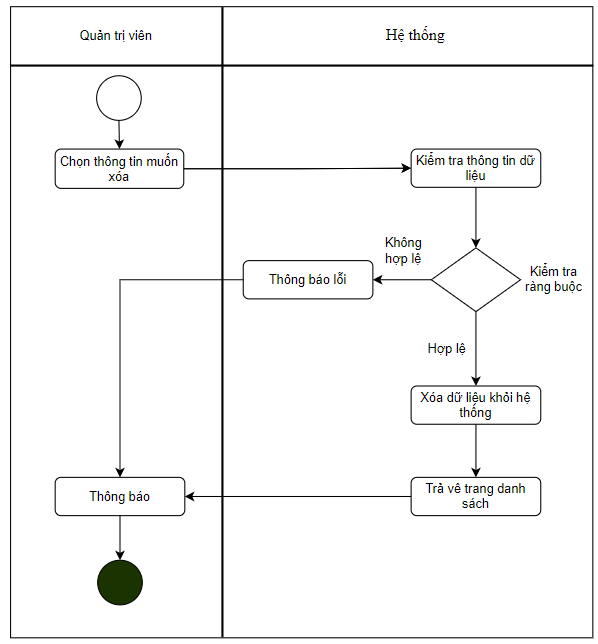 Quản trị viên
Hệ thống
Chọn thông tin muốn
xóa
Kiểm tra thông tin dữ
liệu
Không
hợp lệ
Kiểm tra
ràng buộc
Thông báo lỗi
Hợp lệ
Xóa dữ liệu khỏi hệ
thống
Thông báo
Trả vê trang danh
sách